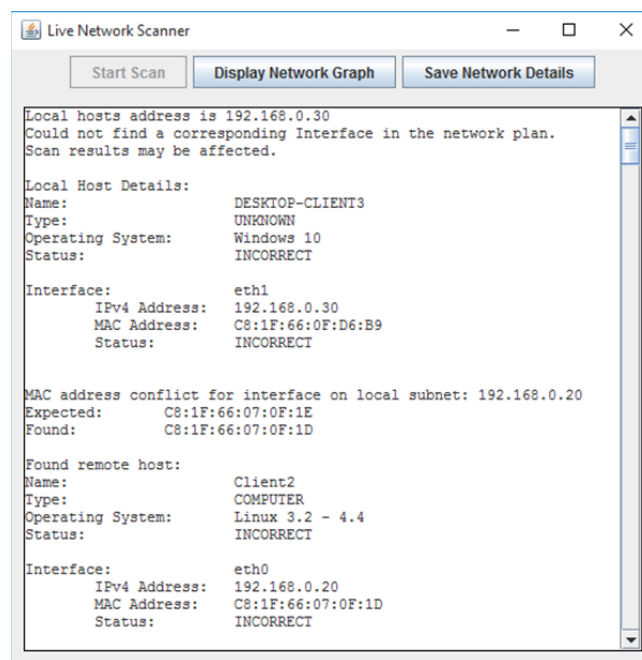 Live Network Scanner
Start Scan Display Network Graph Save Network Details
Local hosts address is 192.168.0.30
Could not find a corresponding Interface in the network plan.
Scan results may be affected.
Local Host Details:
Name: DESKTOP-CLIENT3
Type: UNKNOWN
Operating System: Windows 10
Status: INCORRECT
Interface: eth1
IPv4 Address: 192.168.0.30
MAC Address: C8:1F:66:0F:D6:B9
Status: INCORRECT
MAC address conflict for interface on local subnet: 192.168.0.20
Expected: C8:1F:66:07:0F:1E
Found: C8:1F:66:07:0F:1D
Found remote host:
Name: Client2
Type: COMPUTER
Operating System: Linux 3.2 - 4.4
Status: INCORRECT
Interface: eth0
IPv4 Address: 192.168.0.20
MAC Address: C8:1F:66:07:0F:1D
Status: INCORRECT